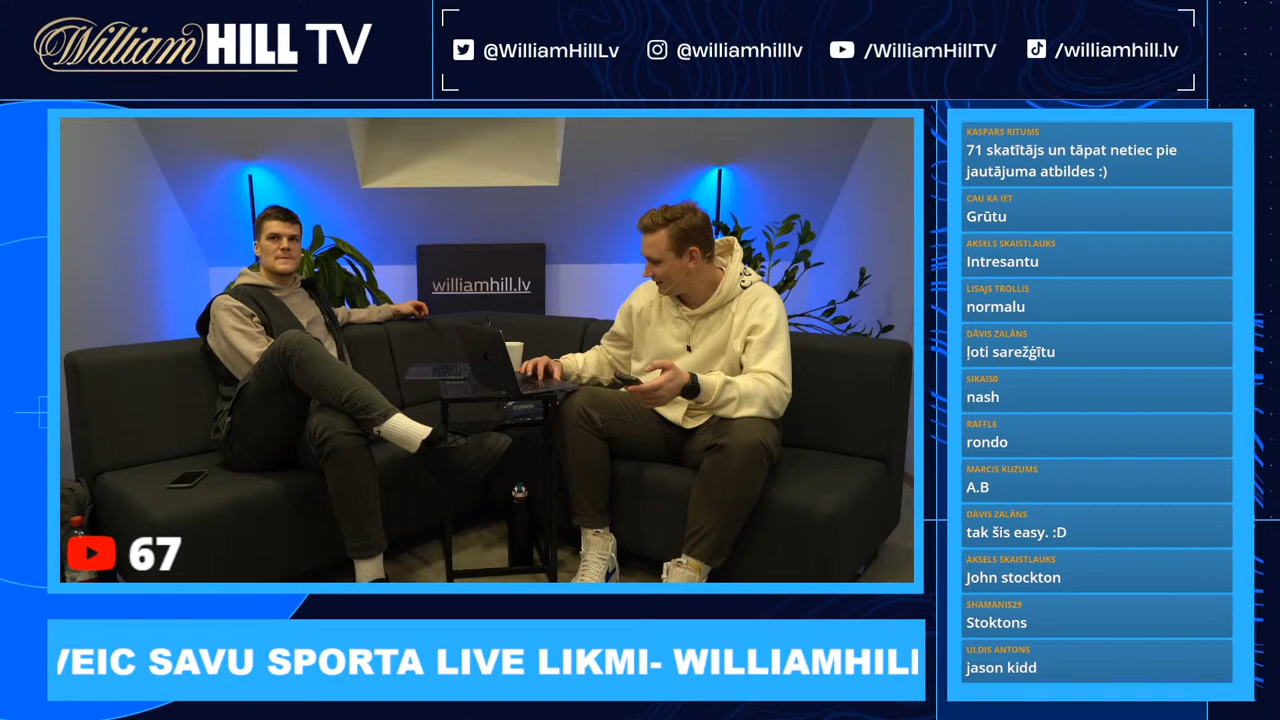 William HILL TV
@WilliamHillLv
@williamhilllv
/WilliamHillTV
/williamhill.lv
williamhill.lv
67
VEIC SAVU SPORTA LIVE LIKMI- WILLIAMHILL
KASPARS RITUMS
71 skatītājs un tāpat netiec pie
jautājuma atbildes :)
CAU KA IET
Grūtu
AKSELS SKAISTLAUKS
Intresantu
LISAJS TROLLIS
normalu
DĀVIS ZALĀNS
ļoti sarežģītu
SIKAIS0
nash
RAFFLE
rondo
MARCIS KUZUMS
A.B
DĀVIS ZALĀNS
tak šis easy. :D
AKSELS SKAISTLAUKS
John stockton
SHAMANIS29
Stoktons
ULDIS ANTONS
jason kidd